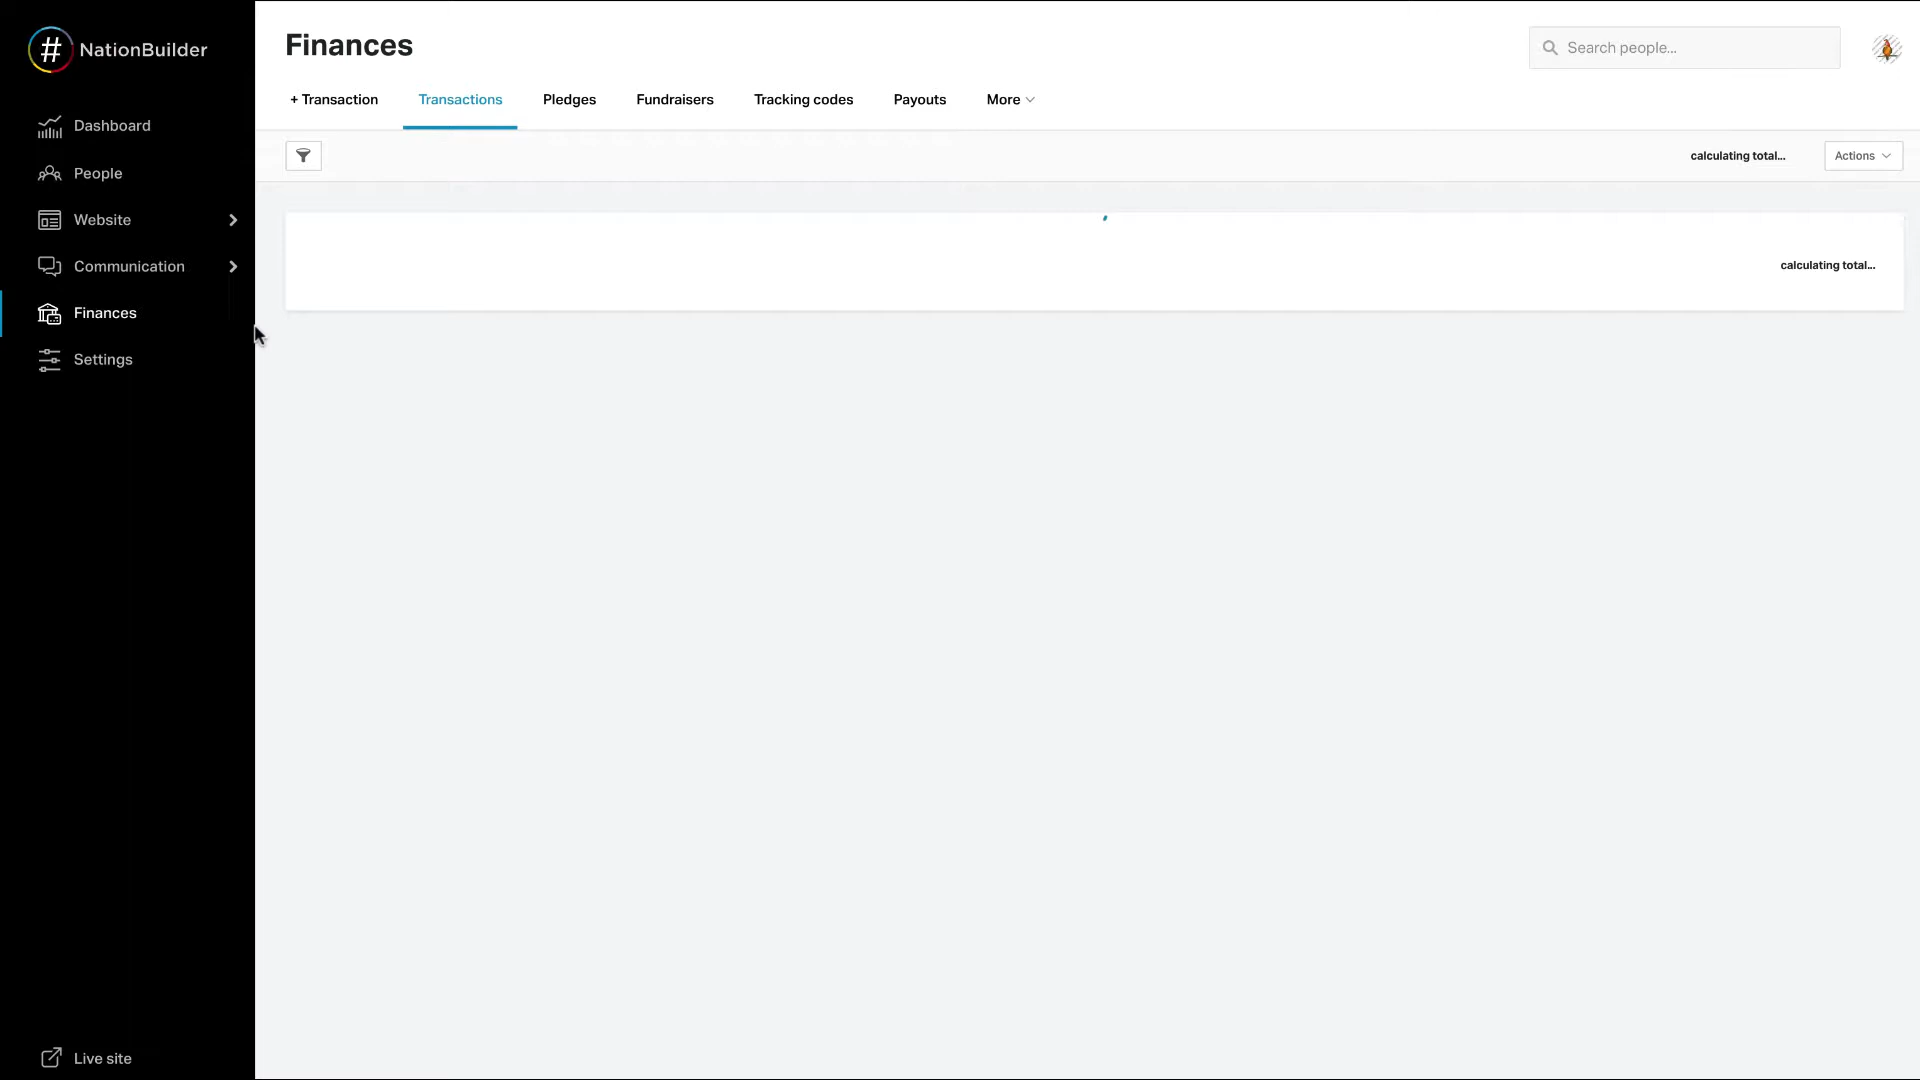 # NationBuilder
Dashboard
People
Website
Communication
Finances
Settings
Live site
Finances
Search people...
+ Transaction
Transactions
Pledges
Fundraisers
Tracking codes
Payouts
More
calculating total...
Actions
calculating total...